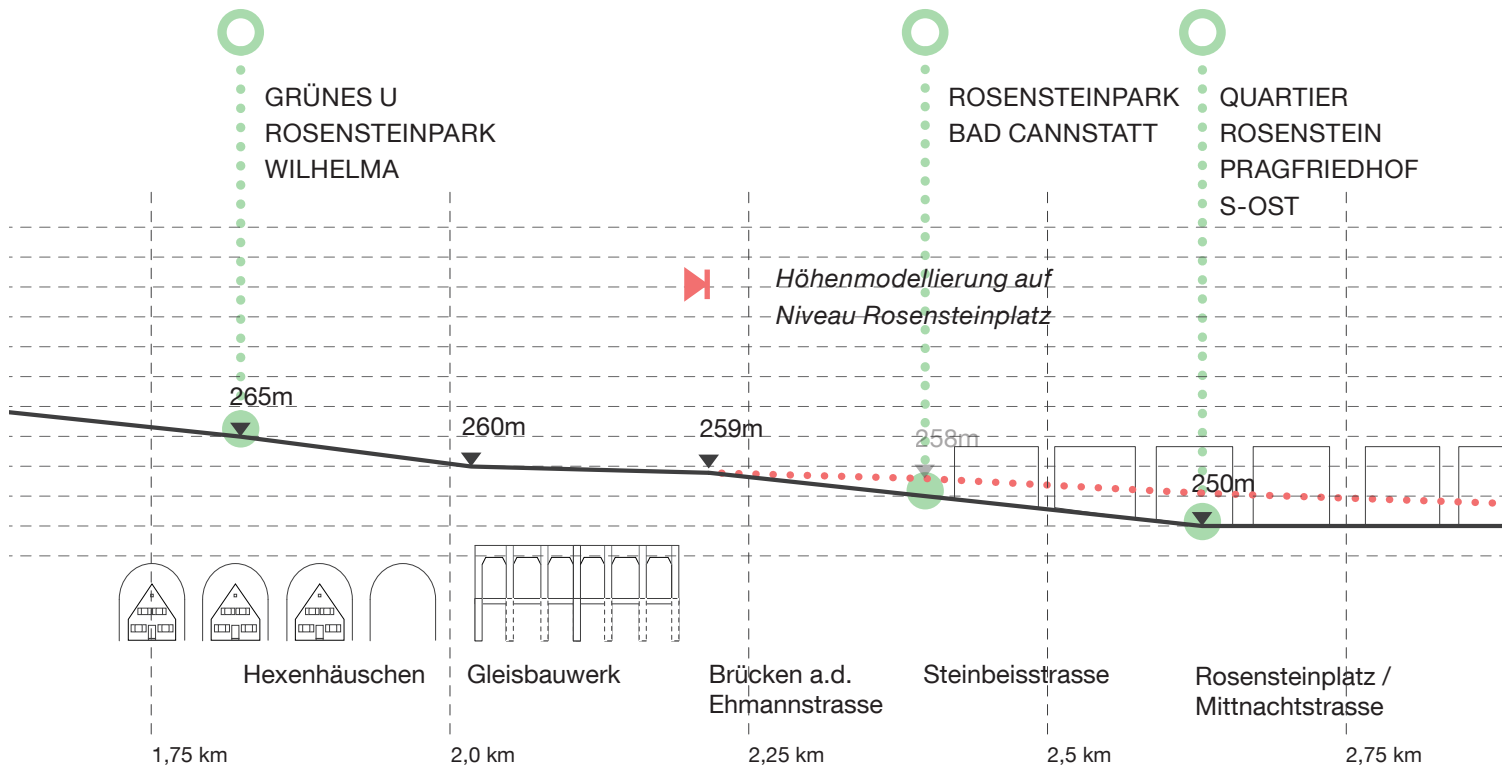 GRÜNES U
ROSENSTEINPARK
WILHELMA
ROSENSTEINPARK
BAD CANNSTATT
QUARTIER
ROSENSTEIN
PRAGFRIEDHOF
S-OST
Höhenmodellierung auf
Niveau Rosensteinplatz
265m
260m
259m
258m
250m
Hexenhäuschen
Gleisbauwerk
Brücken a.d.
Ehmannstrasse
Steinbeisstrasse
Rosensteinplatz /
Mittnachtstrasse
1,75 km
2,0 km
2,25 km
2,5 km
2,75 km